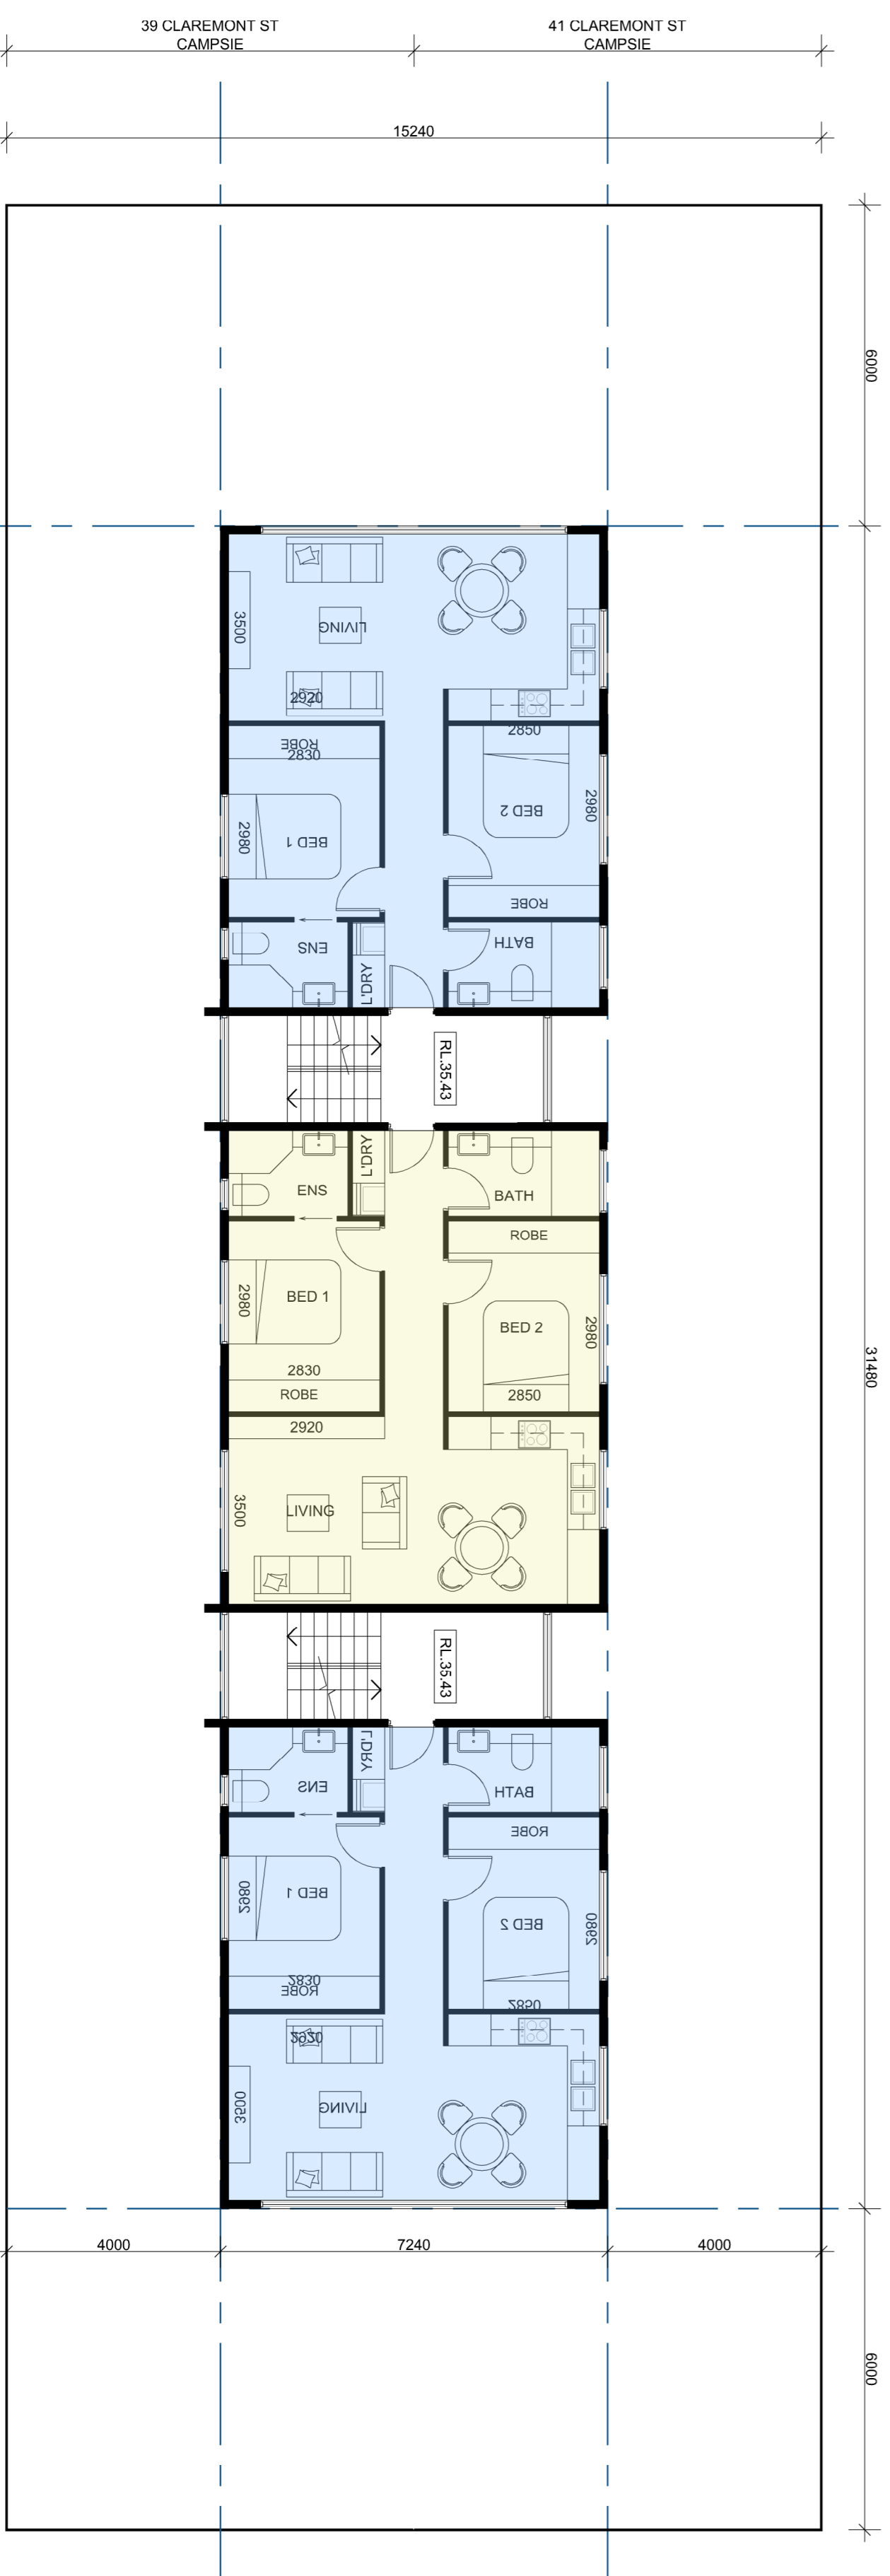 39 CLAREMONT ST
CAMPSIE
41 CLAREMONT ST
CAMPSIE
15240
6000
3500
LIVING
2920
ROBE
2830
2850
2980
BED 1
BED 2
2980
ROBE
ENS
BATH
L'DRY
RL.35.43
L'DRY
ENS
BATH
ROBE
2980
BED 1
BED 2
2980
2830
ROBE
2850
31480
2920
3500
LIVING
RL.35.43
L'DRY
ENS
BATH
ROBE
2980
BED 1
BED 2
2980
2830
ROBE
2850
2920
3500
LIVING
4000
7240
4000
6000